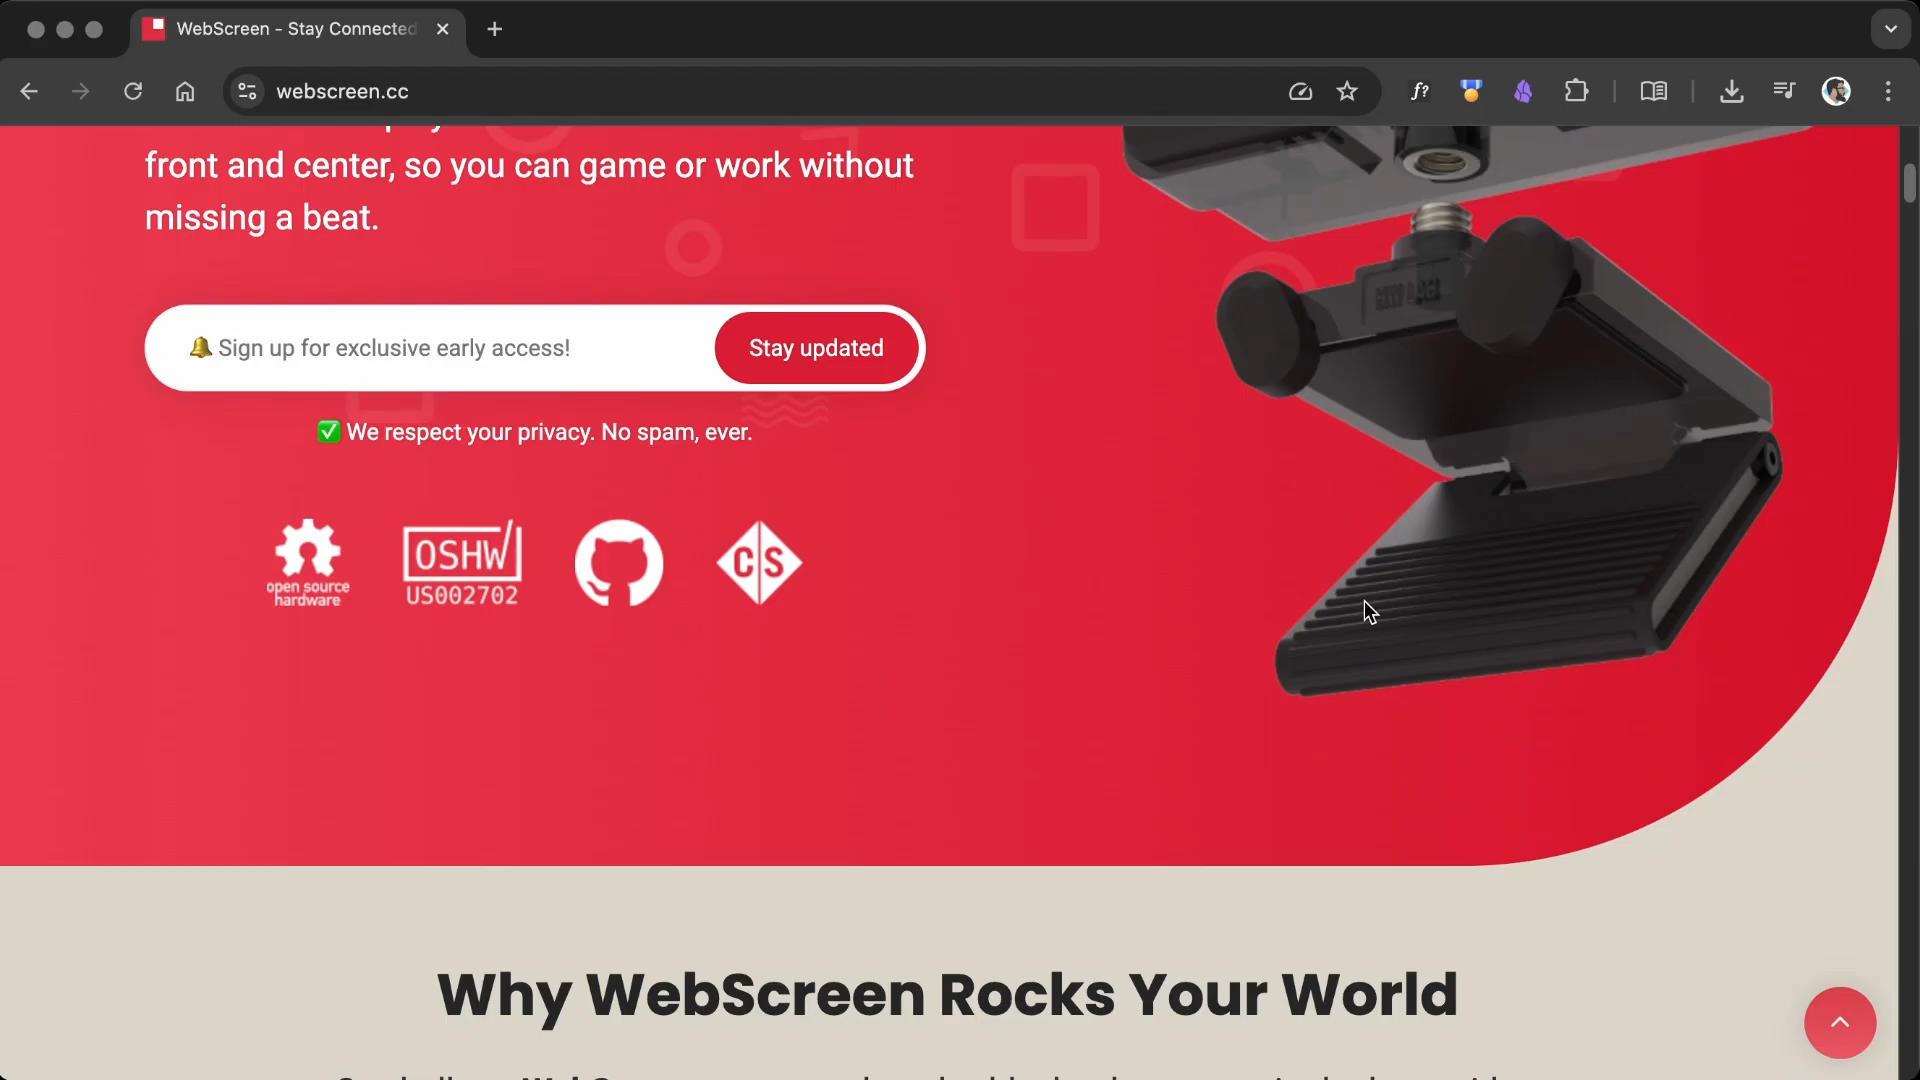 WebScreen - Stay Connected
webscreen.cc
f?
front and center, so you can game or work without
missing a beat.
🔔 Sign up for exclusive early access!
Stay updated
✅ We respect your privacy. No spam, ever.
open source
hardware
OSHW
US002702
CS
Why WebScreen Rocks Your World